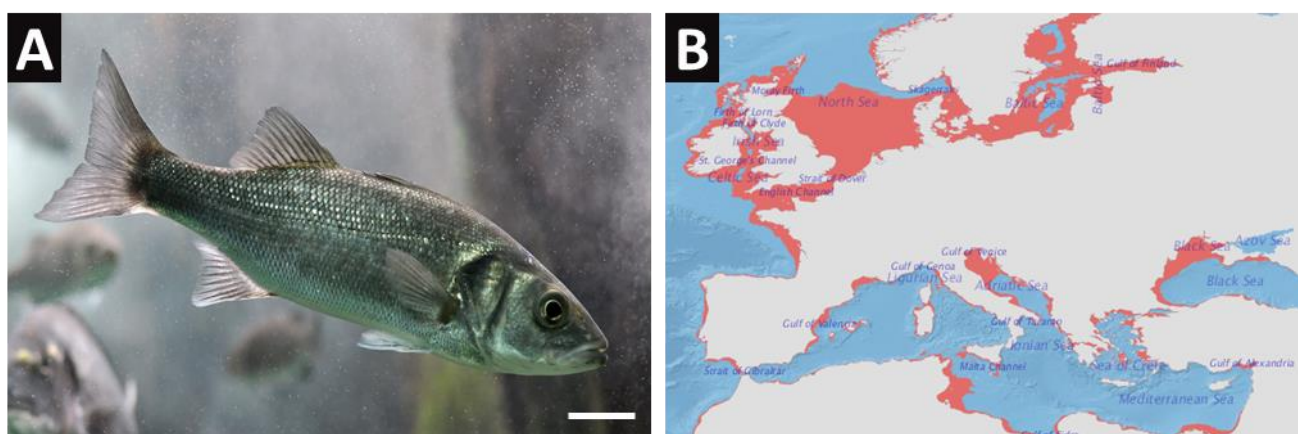 A
B
Moray Firth
North Sea
Skagerrak
Baltic Sea
Baltic Sea
Gulf of Finland
Firth of Lorn
Firth of Clyde
Irish Sea
St. George's Channel
Celtic Sea
Strait of Dover
English Channel
Gulf of Venice
Gulf of Genoa
Ligurian Sea
Adriatic Sea
Black Sea
Azov Sea
Black Sea
Gulf of Valencia
Gulf of Taranto
Ionian Sea
Strait of Gibraltar
Malta Channel
Sea of Crete
Gulf of Alexandria
Mediterranean Sea